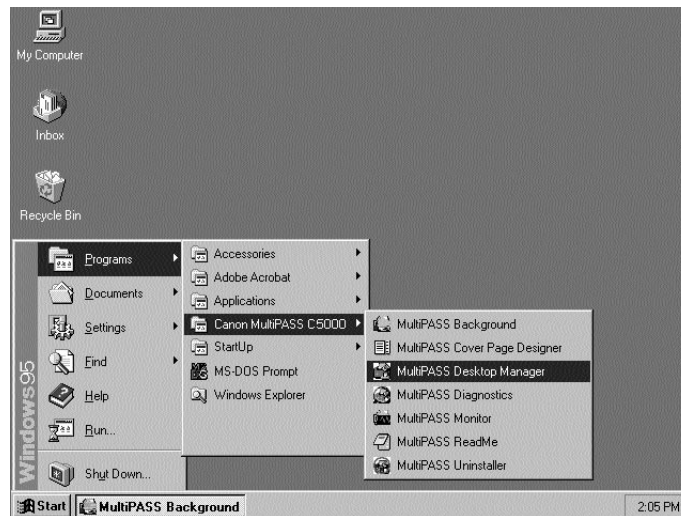 My Computer
Inbox
Recycle Bin
Windows95
Programs
Documents
Settings
Find
Help
Run...
Shut Down...
Accessories
Adobe Acrobat
Applications
Canon MultiPASS C5000
StartUp
MS-DOS Prompt
Windows Explorer
MultiPASS Background
MultiPASS Cover Page Designer
MultiPASS Desktop Manager
MultiPASS Diagnostics
MultiPASS Monitor
MultiPASS ReadMe
MultiPASS Uninstaller
Start
MultiPASS Background
2:05 PM